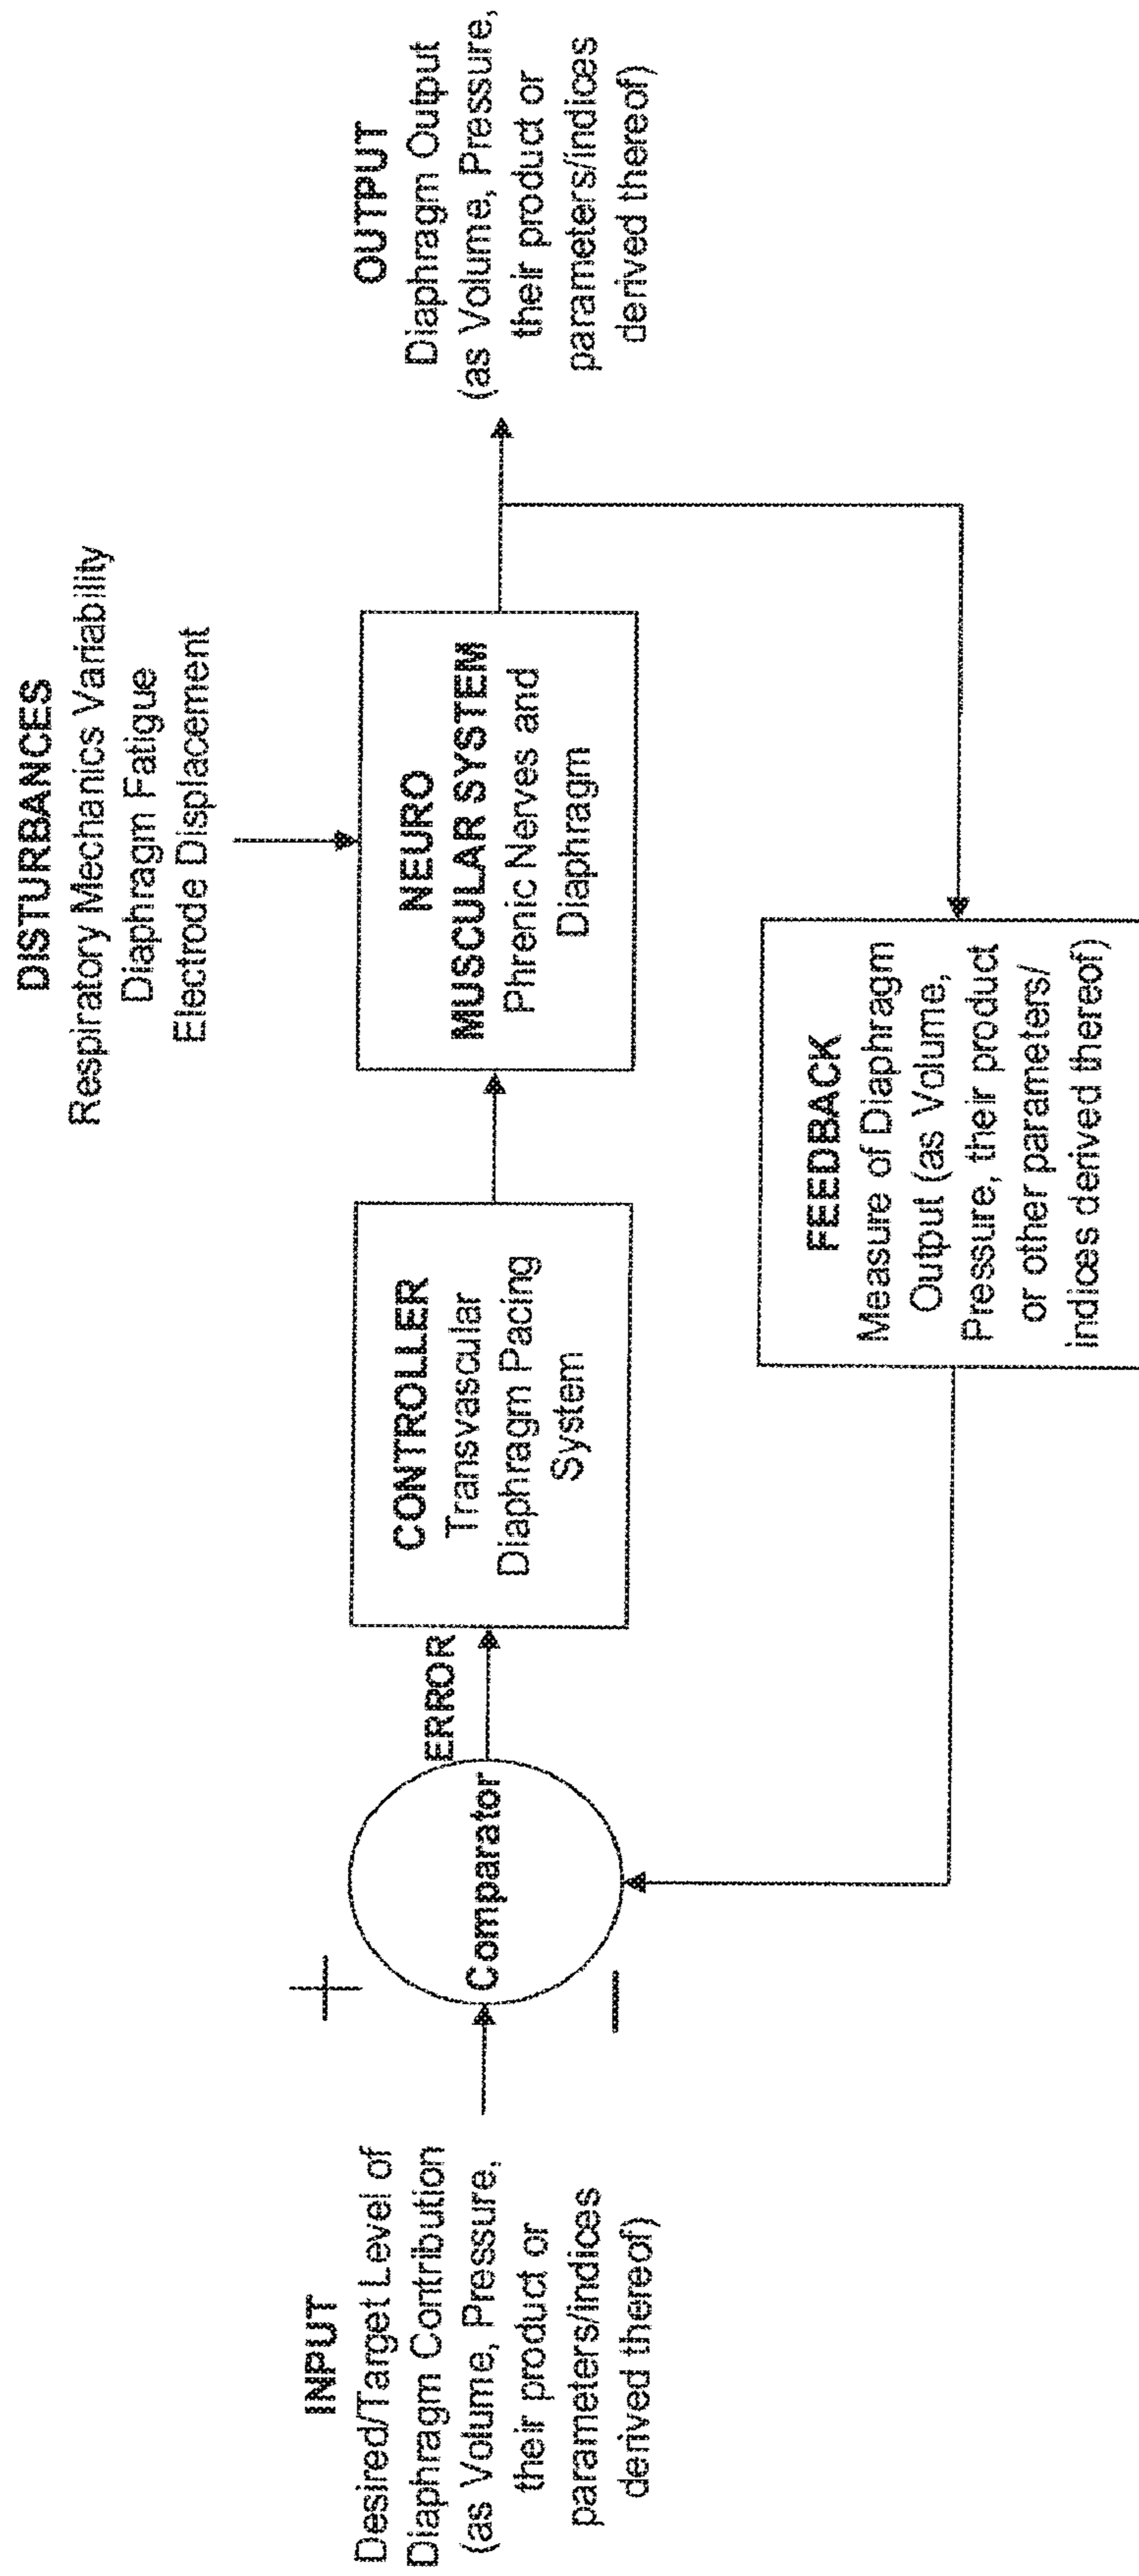 INPUT
Desired/Target Level of
Diaphragm Contribution
(as Volume, Pressure,
their product or
parameters/indices
derived thereof)
+
−
Comparator
ERROR
CONTROLLER
Transvascular
Diaphragm Pacing
System
DISTURBANCES
Respiratory Mechanics Variability
Diaphragm Fatigue
Electrode Displacement
NEURO
MUSCULAR SYSTEM
Phrenic Nerves and
Diaphragm
OUTPUT
Diaphragm Output
(as Volume, Pressure,
their product or
parameters/indices
derived thereof)
FEEDBACK
Measure of Diaphragm
Output (as Volume,
Pressure, their product
or other parameters/
indices derived thereof)